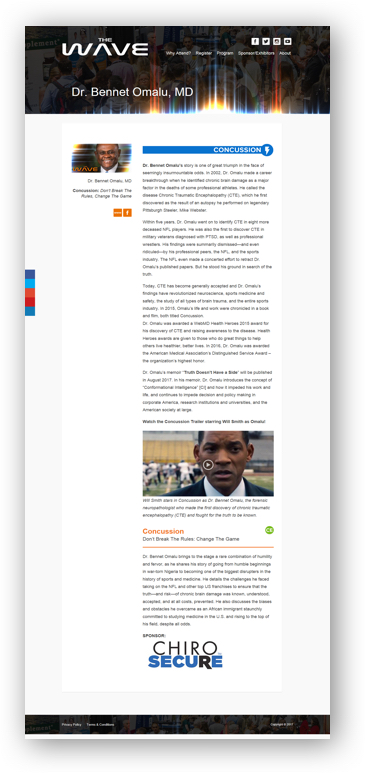 THE
WAVE
Why Attend? Register Program Sponsor/Exhibitors About
Dr. Bennet Omalu, MD
WAVE
Dr. Bennet Omalu, MD
Concussion: Don't Break The
Rules; Change The Game
CONCUSSION
Dr. Bennet Omalu's story is one of great triumph in the face of
seemingly insurmountable odds. In 2002, Dr. Omalu made a career
breakthrough when he identified chronic brain damage as a major
factor in the deaths of some professional athletes. He called the
disease Chronic Traumatic Encephalopathy (CTE), which he first
discovered as the result of an autopsy he performed on legendary
Pittsburgh Steeler, Mike Webster.
Within five years, Dr. Omalu went on to identify CTE in eight more
deceased NFL players. He was also the first to discover CTE in
military veterans diagnosed with PTSD, as well as professional
wrestlers. His findings were summarily dismissed—and even
ridiculed—by his professional peers, the NFL, and the sports
industry. The NFL even made a concerted effort to retract Dr.
Omalu's published papers. But he stood his ground in search of the
truth.
Today, CTE has become generally accepted and Dr. Omalu's
findings have revolutionized neuroscience, sports medicine and
safety, the study of all types of brain trauma, and the entire sports
industry. In 2015, Omalu's life and work were chronicled in a book
and film, both titled Concussion.
Dr. Omalu was awarded a WebMD Health Heroes 2016 award for
his discovery of CTE and raising awareness to the disease. Health
Heroes awards are given to those who do great things to help
others live healthier, better lives. In 2016, Dr. Omalu was awarded
the American Medical Association's Distinguished Service Award –
the organization's highest honor.
Dr. Omalu's memoir "Truth Doesn't Have a Side" will be published
in August 2017. In his memoir, Dr. Omalu introduces the concept of
"Conformational Intelligence" [CI] and how it impeded his work and
life, and continues to impede decision and policy making in
corporate America, research institutions and universities, and the
American society at large.
Watch the Concussion Trailer starring Will Smith as Omalu!
Will Smith stars in Concussion as Dr. Bennet Omalu, the forensic
neuropathologist who made the first discovery of chronic traumatic
encephalopathy (CTE) and fought for the truth to be known.
Concussion
CE
Don't Break The Rules; Change The Game
Dr. Bennet Omalu brings to the stage a rare combination of humility
and fervor, as he shares his story of going from humble beginnings
in war-torn Nigeria to becoming one of the biggest disrupters in the
history of sports and medicine. He details the challenges he faced
taking on the NFL and other top US franchises to ensure that the
truth—and risk—of chronic brain damage was known, understood,
accepted, and at all costs, prevented. He also discusses the biases
and obstacles he overcame as an African immigrant staunchly
committed to studying medicine in the U.S. and rising to the top of
his field, despite all odds.
SPONSOR:
CHIRO
SECURE
Privacy Policy Terms & Conditions
Copyright © 2017